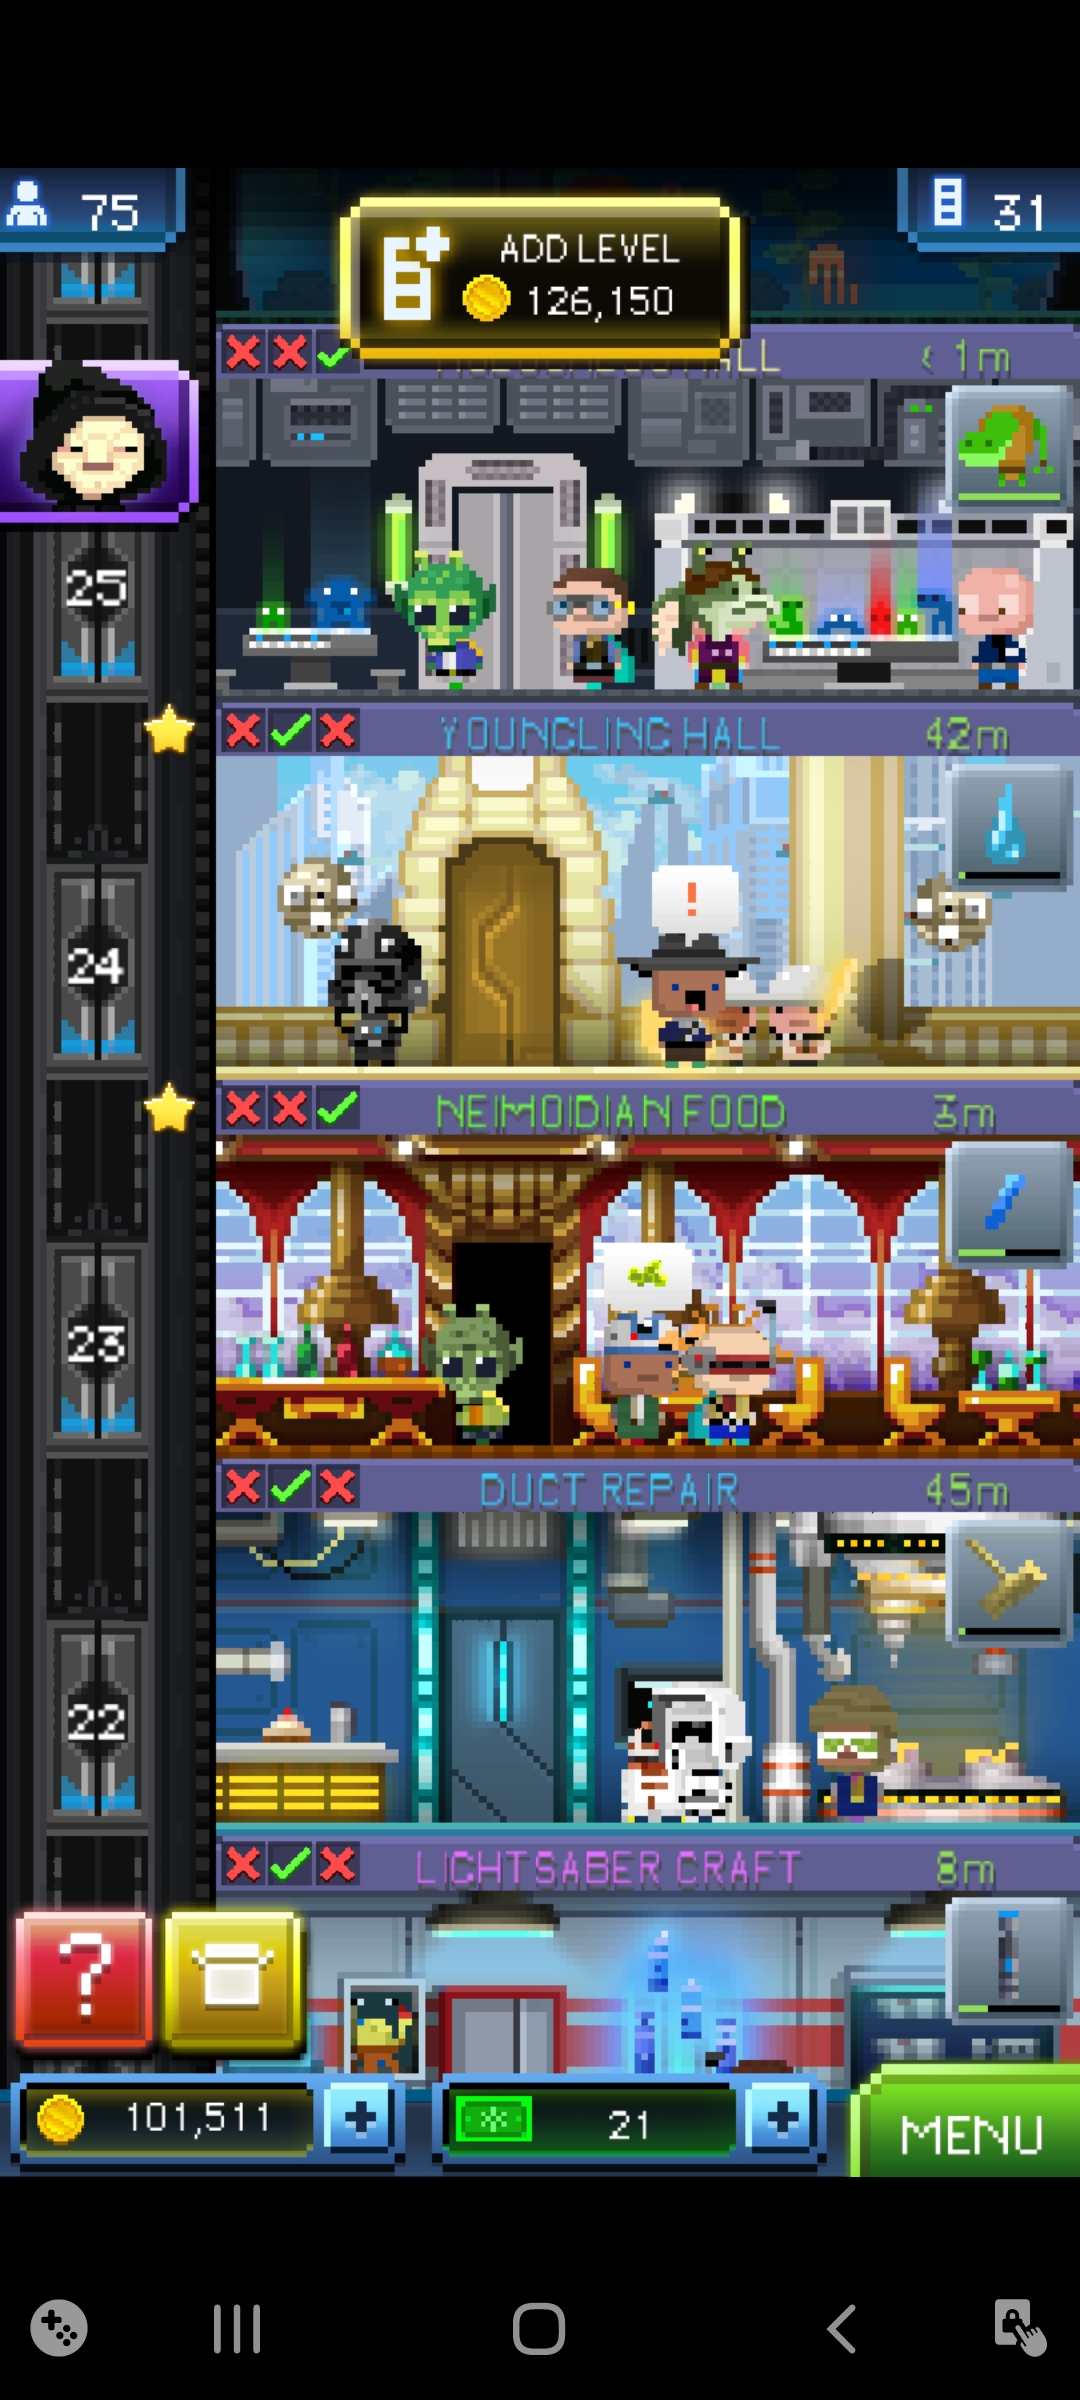 75
ADD LEVEL
126,150
31
ALL
< 1m
25
YOUNGLING HALL
42m
!
24
NEIMOIDIAN FOOD
3m
23
DUCT REPAIR
45m
22
LIGHTSABER CRAFT
8m
?
101,511
+
21
+
MENU